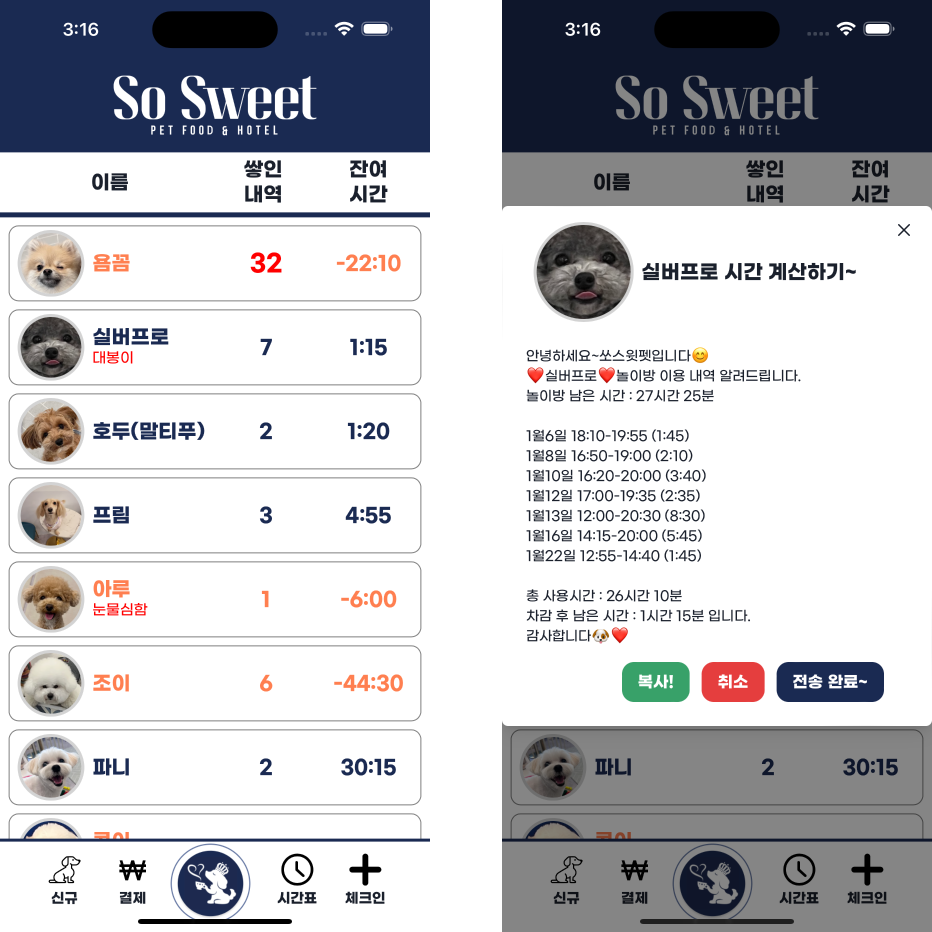 3:16
So Sweet
PET FOOD & HOTEL
이름
쌓인
내역
잔여
시간
욤꼼
32
-22:10
실버프로
대봉이
7
1:15
호두(말티푸)
2
1:20
프림
3
4:55
아루
눈물심함
1
-6:00
조이
6
-44:30
파니
2
30:15
신규
결제
시간표
체크인
3:16
So Sweet
PET FOOD & HOTEL
이름
쌓인
내역
잔여
시간
실버프로 시간 계산하기~
안녕하세요~쏘스윗펫입니다😊
❤️실버프로❤️놀이방 이용 내역 알려드립니다.
놀이방 남은 시간 : 27시간 25분
1월6일 18:10-19:55 (1:45)
1월8일 16:50-19:00 (2:10)
1월10일 16:20-20:00 (3:40)
1월12일 17:00-19:35 (2:35)
1월13일 12:00-20:30 (8:30)
1월16일 14:15-20:00 (5:45)
1월22일 12:55-14:40 (1:45)
총 사용시간 : 26시간 10분
차감 후 남은 시간 : 1시간 15분 입니다.
감사합니다🐶❤️
복사!
취소
전송 완료~
파니
2
30:15
신규
결제
시간표
체크인